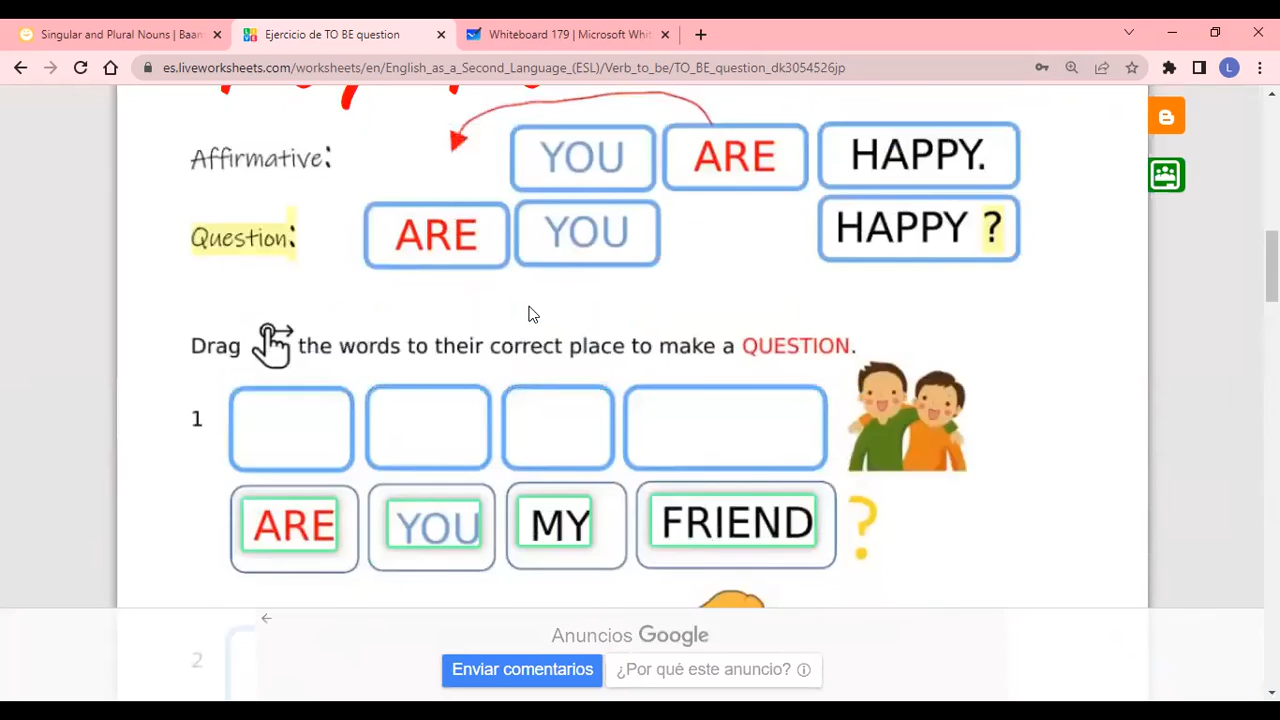 Singular and Plural Nouns | Baam
Ejercicio de TO BE question
Whiteboard 179 | Microsoft Whit
es.liveworksheets.com/worksheets/en/English_as_a_Second_Language_(ESL)/Verb_to_be/TO_BE_question_dk3054526jp
L
Affirmative: YOU ARE HAPPY.
Question: ARE YOU HAPPY ?
Drag the words to their correct place to make a QUESTION.
1
ARE YOU MY FRIEND ?
Anuncios Google
2
Enviar comentarios ¿Por qué este anuncio?